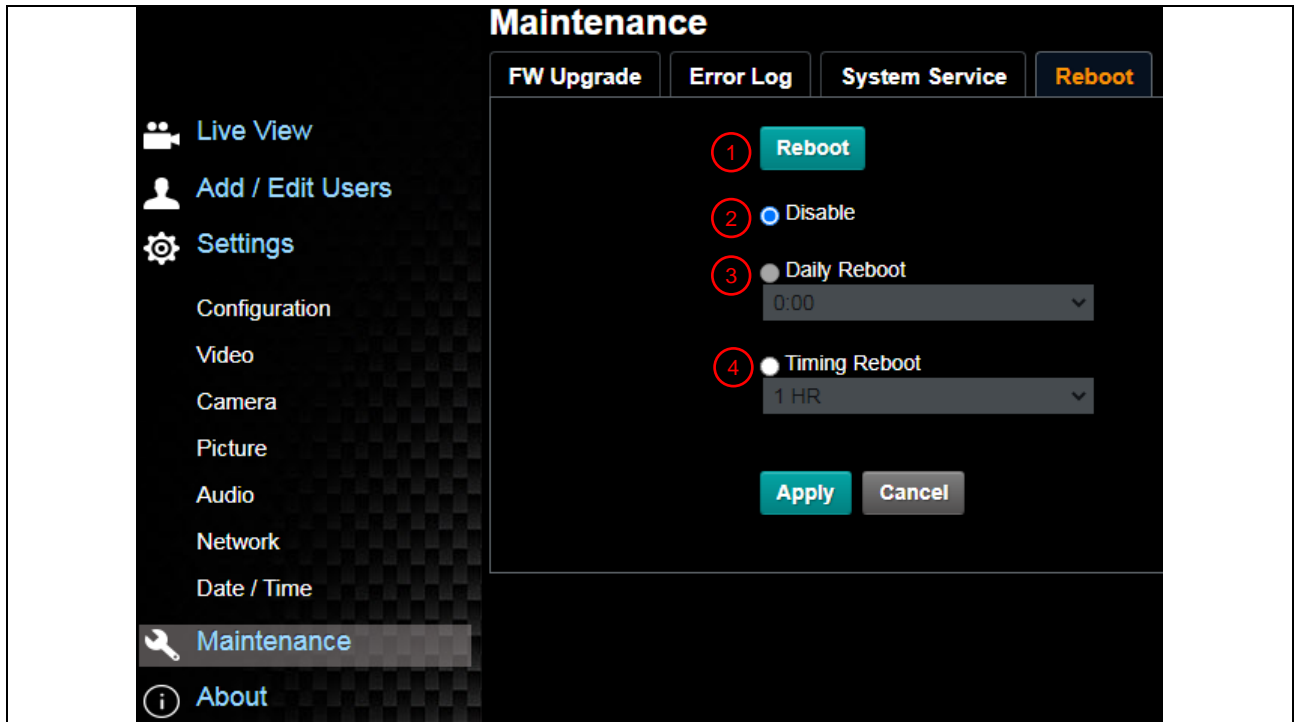 Maintenance
FW Upgrade Error Log System Service Reboot
Live View
Add / Edit Users
Settings
Configuration
Video
Camera
Picture
Audio
Network
Date / Time
Maintenance
About
1 Reboot
2 Disable
3 Daily Reboot
0:00
4 Timing Reboot
1 HR
Apply Cancel